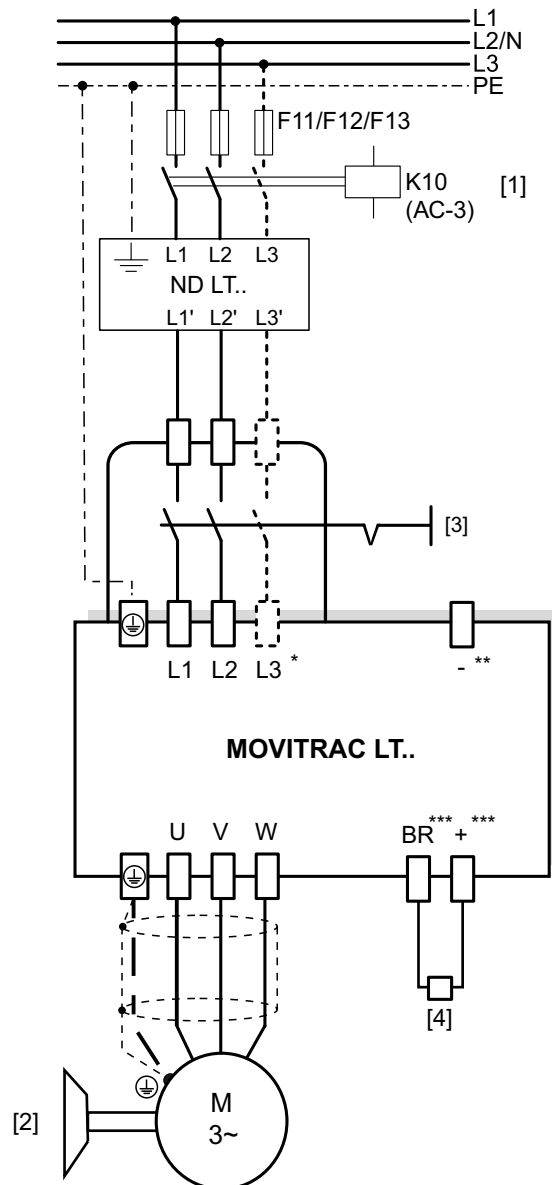 L1
L2/N
L3
PE
F11/F12/F13
K10 [1]
(AC-3)
L1 L2 L3
ND LT..
L1' L2' L3'
[3]
L1 L2 L3 * - **
MOVITRAC LT..
U V W BR*** +***
[4]
[2] M
3~